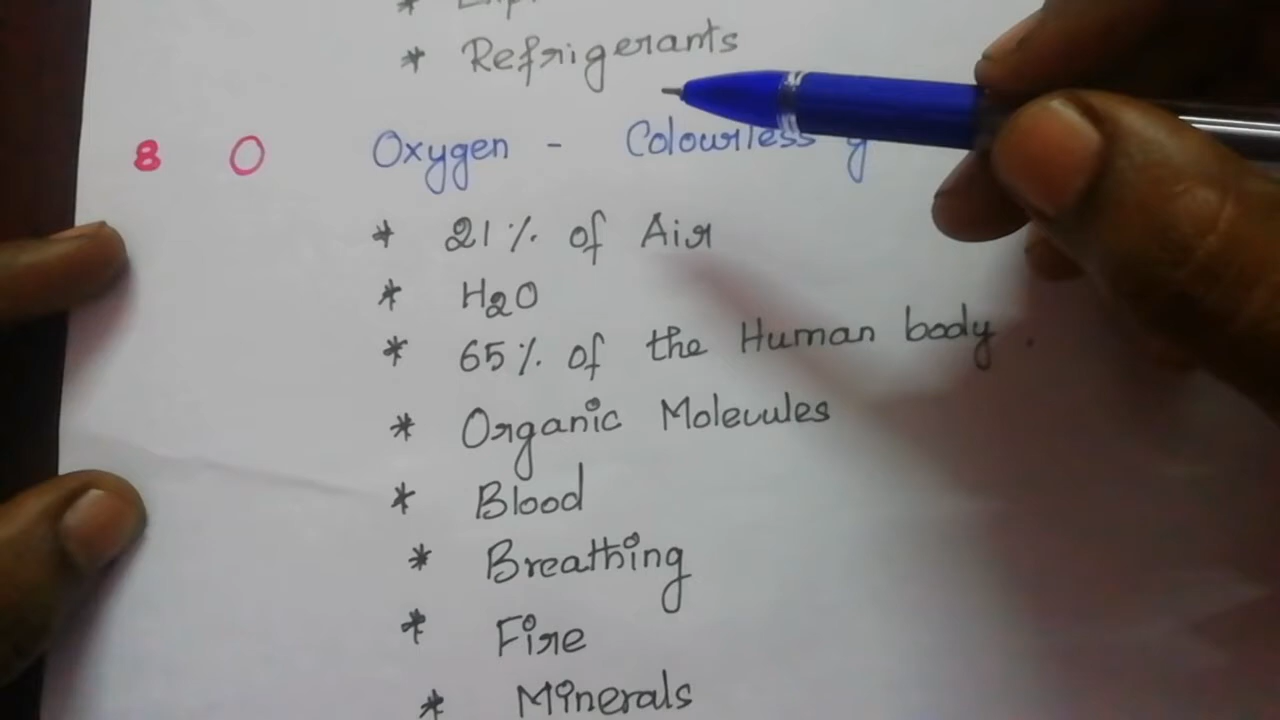 * Refrigerants
8 O Oxygen - Colourless
* 21% of Air
* H2O
* 65% of the Human body.
* Organic Molecules
* Blood
* Breathing
* Fire
* Minerals